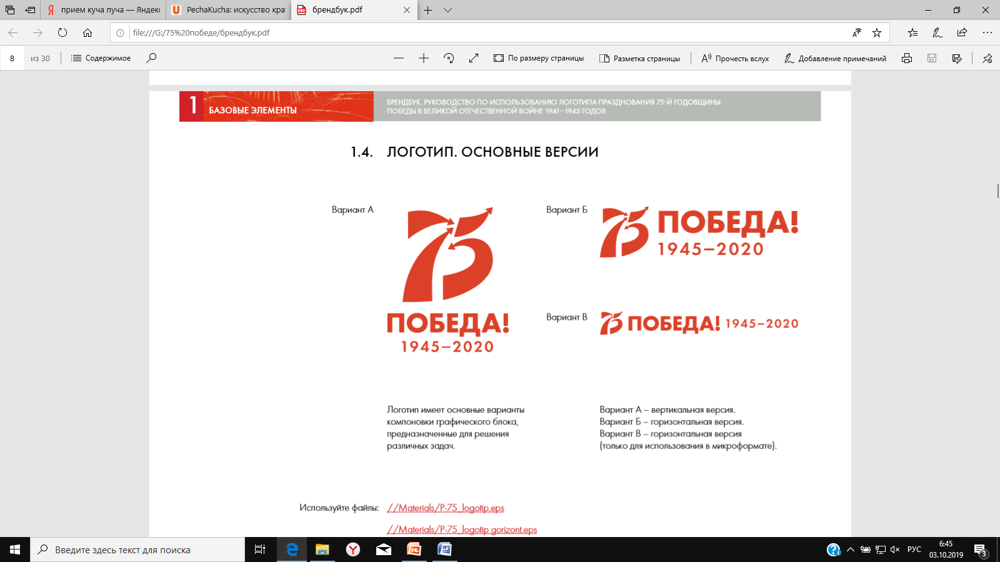 прием куча пуча — Яндекс
PechaKucha: искусство кра
брендбук.pdf
file:///G:/75%20победе/брендбук.pdf
8 из 30
Содержимое
По размеру страницы
Разметка страницы
Прочесть вслух
Добавление примечаний
1 БАЗОВЫЕ ЭЛЕМЕНТЫ
БРЕНДБУК. РУКОВОДСТВО ПО ИСПОЛЬЗОВАНИЮ ЛОГОТИПА ПРАЗДНОВАНИЯ 75-Й ГОДОВЩИНЫ
ПОБЕДЫ В ВЕЛИКОЙ ОТЕЧЕСТВЕННОЙ ВОЙНЕ 1941–1945 ГОДОВ
1.4. ЛОГОТИП. ОСНОВНЫЕ ВЕРСИИ
Вариант А
75
ПОБЕДА!
1945–2020
Вариант Б
75 ПОБЕДА!
1945–2020
Вариант В
75 ПОБЕДА! 1945–2020
Логотип имеет основные варианты
компоновки графического блока,
предназначенные для решения
различных задач.
Вариант А – вертикальная версия.
Вариант Б – горизонтальная версия.
Вариант В – горизонтальная версия
(только для использования в микроформате).
Используйте файлы: //Materials/P-75_logotip.eps
//Materials/P-75_logotip gorizont.eps
Введите здесь текст для поиска
РУС
6:45
03.10.2019
3